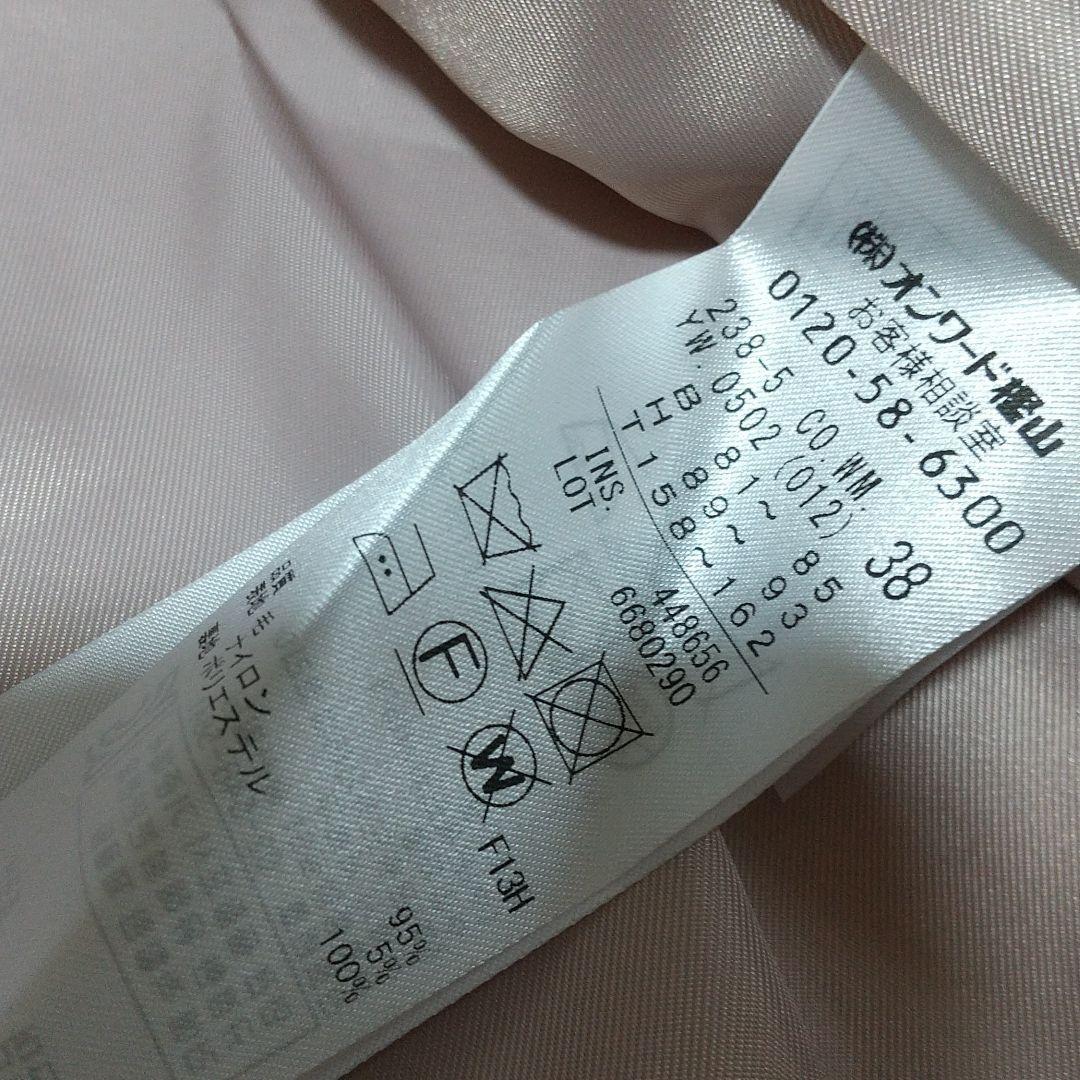 (株)オンワード樫山
お客様相談室
0120-58-6300
238-5 CO.WM. 38
YW.0502 (012)
B 81~ 85
H 89~ 93
T 158~162
INS. 448656
LOT 6680290
F
W
F13H
毛 95%
ナイロン 5%
ポリエステル 100%